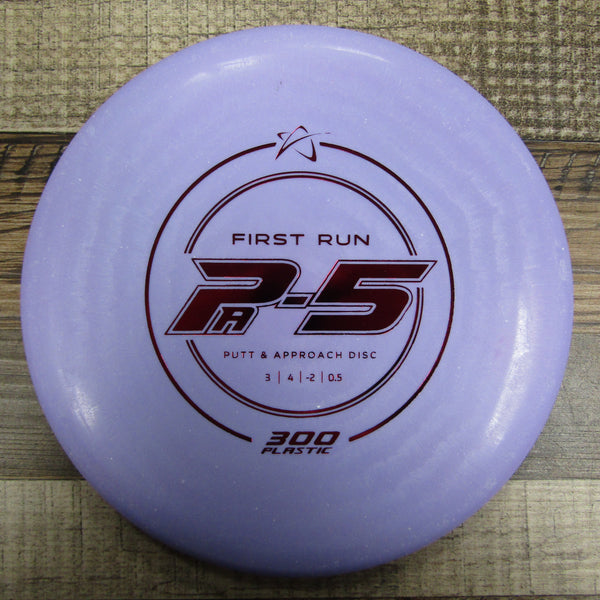 FIRST RUN
PA-5
PUTT & APPROACH DISC
3 | 4 | -2 | 0.5
300
PLASTIC